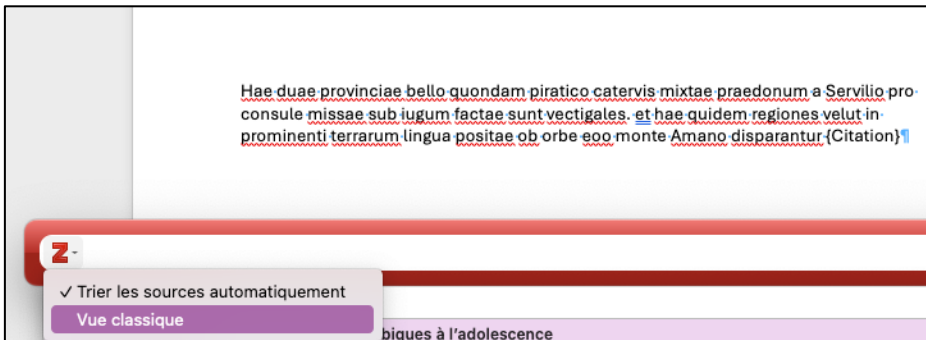 Hae duae provinciae bello quondam piratico catervis mixtae praedonum a Servilio pro
consule missae sub iugum factae sunt vectigales. et hae quidem regiones velut in
prominenti terrarum lingua positae ob orbe eoo monte Amano disparantur {Citation}¶
Z
✓ Trier les sources automatiquement
Vue classique
à l’adolescence